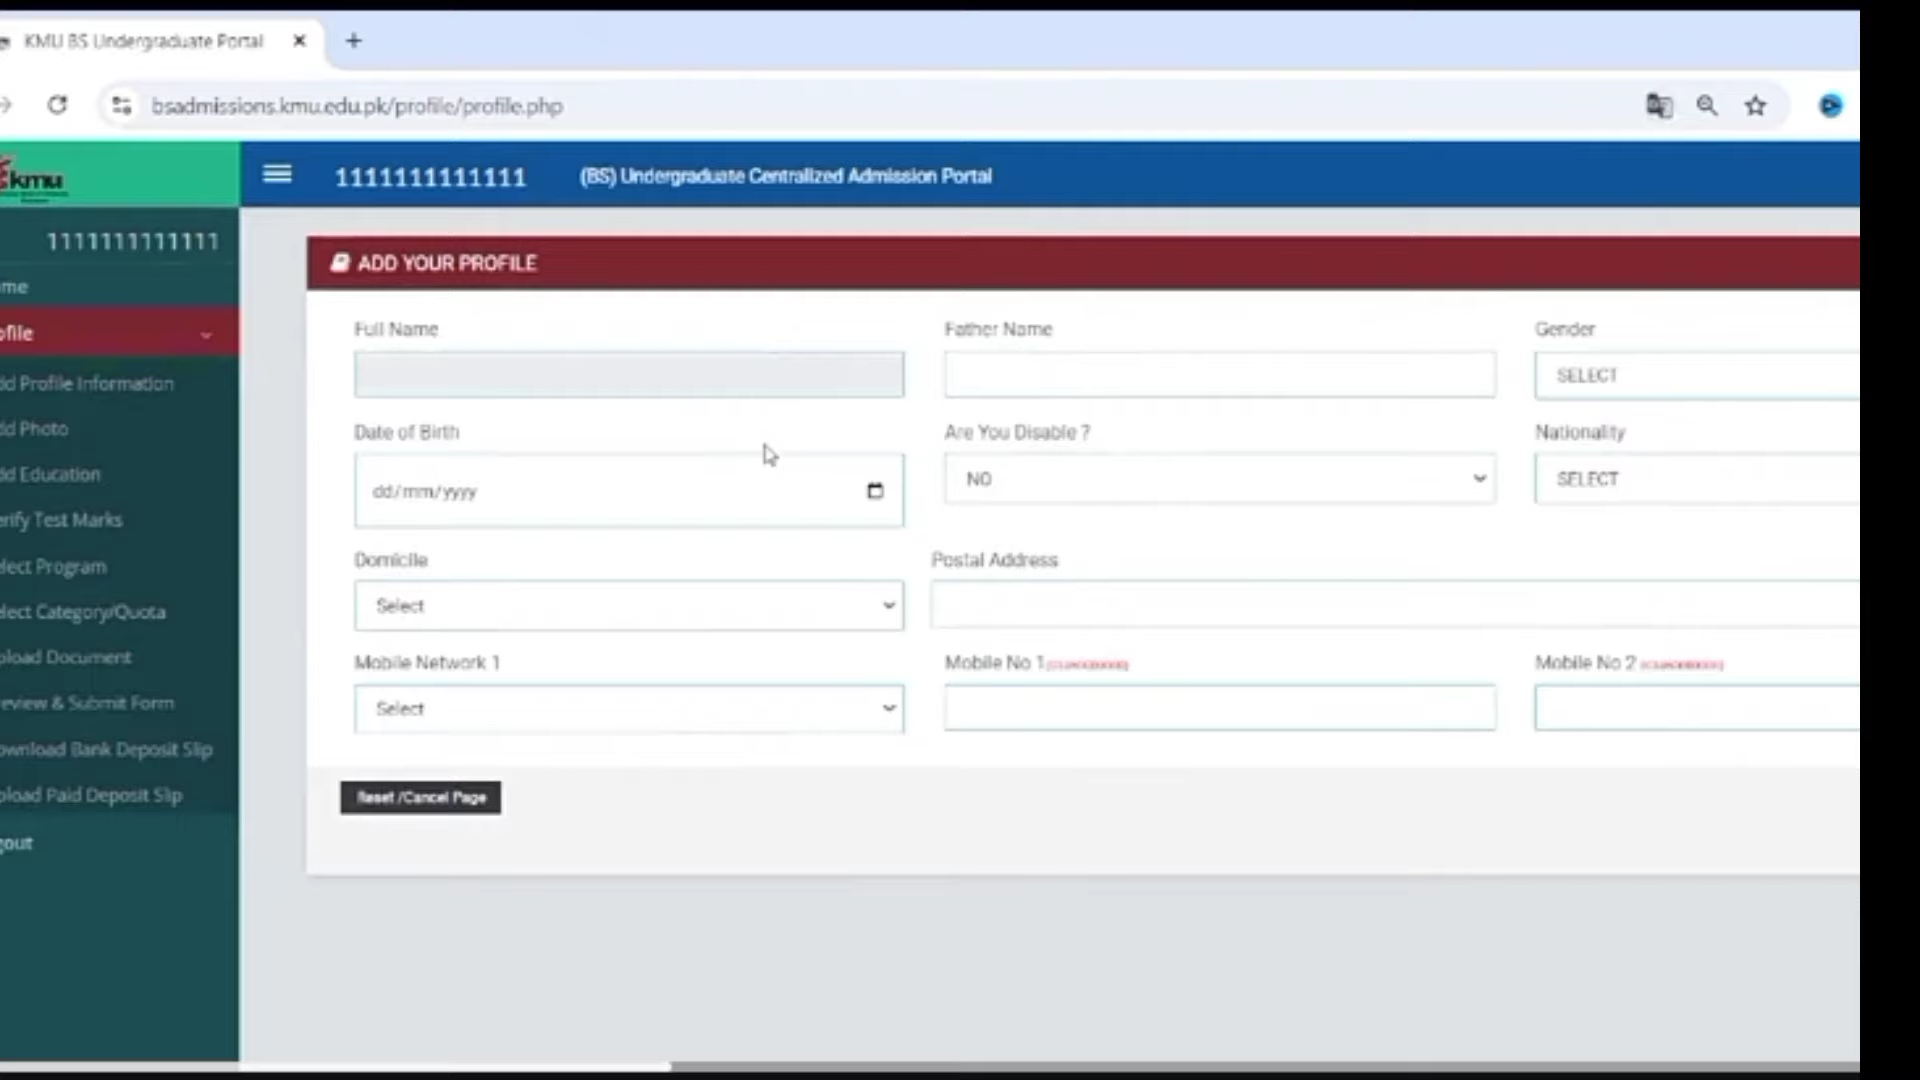 KMU BS Undergraduate Portal
bsadmissions.kmu.edu.pk/profile/profile.php
kmu
1111111111111
(BS) Undergraduate Centralized Admission Portal
1111111111111
ome
ofile
dd Profile Information
dd Photo
dd Education
erify Test Marks
elect Program
elect Category/Quota
pload Document
eview & Submit Form
ownload Bank Deposit Slip
pload Paid Deposit Slip
gout
ADD YOUR PROFILE
Full Name
Father Name
Gender
SELECT
Date of Birth
Are You Disable ?
Nationality
dd/mm/yyyy
NO
SELECT
Domicile
Postal Address
Select
Mobile Network 1
Mobile No 1
Mobile No 2
Select
Reset /Cancel Page